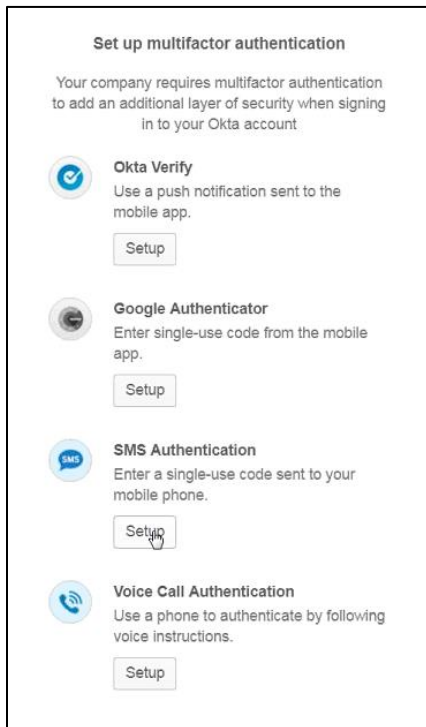 Set up multifactor authentication
Your company requires multifactor authentication
to add an additional layer of security when signing
in to your Okta account
Okta Verify
Use a push notification sent to the
mobile app.
Setup
Google Authenticator
Enter single-use code from the mobile
app.
Setup
SMS
SMS Authentication
Enter a single-use code sent to your
mobile phone.
Setup
Voice Call Authentication
Use a phone to authenticate by following
voice instructions.
Setup